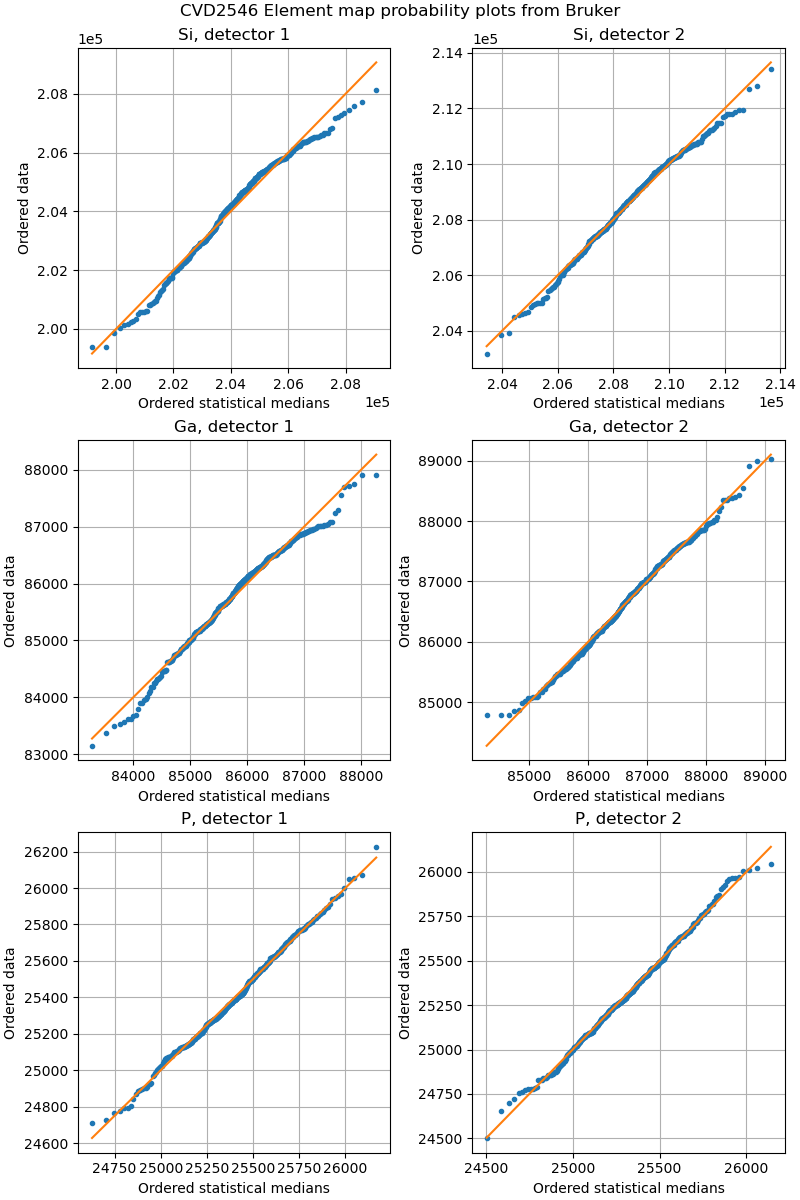 CVD2546 Element map probability plots from Bruker
Si, detector 1
1e5
2.08
2.06
2.04
2.02
2.00
Ordered data
2.00 2.02 2.04 2.06 2.08
1e5
Ordered statistical medians
Si, detector 2
1e5
2.14
2.12
2.10
2.08
2.06
2.04
Ordered data
2.04 2.06 2.08 2.10 2.12 2.14
1e5
Ordered statistical medians
Ga, detector 1
88000
87000
86000
85000
84000
83000
Ordered data
84000 85000 86000 87000 88000
Ordered statistical medians
Ga, detector 2
89000
88000
87000
86000
85000
Ordered data
85000 86000 87000 88000 89000
Ordered statistical medians
P, detector 1
26200
26000
25800
25600
25400
25200
25000
24800
24600
Ordered data
24750 25000 25250 25500 25750 26000
Ordered statistical medians
P, detector 2
26000
25750
25500
25250
25000
24750
24500
Ordered data
24500 25000 25500 26000
Ordered statistical medians